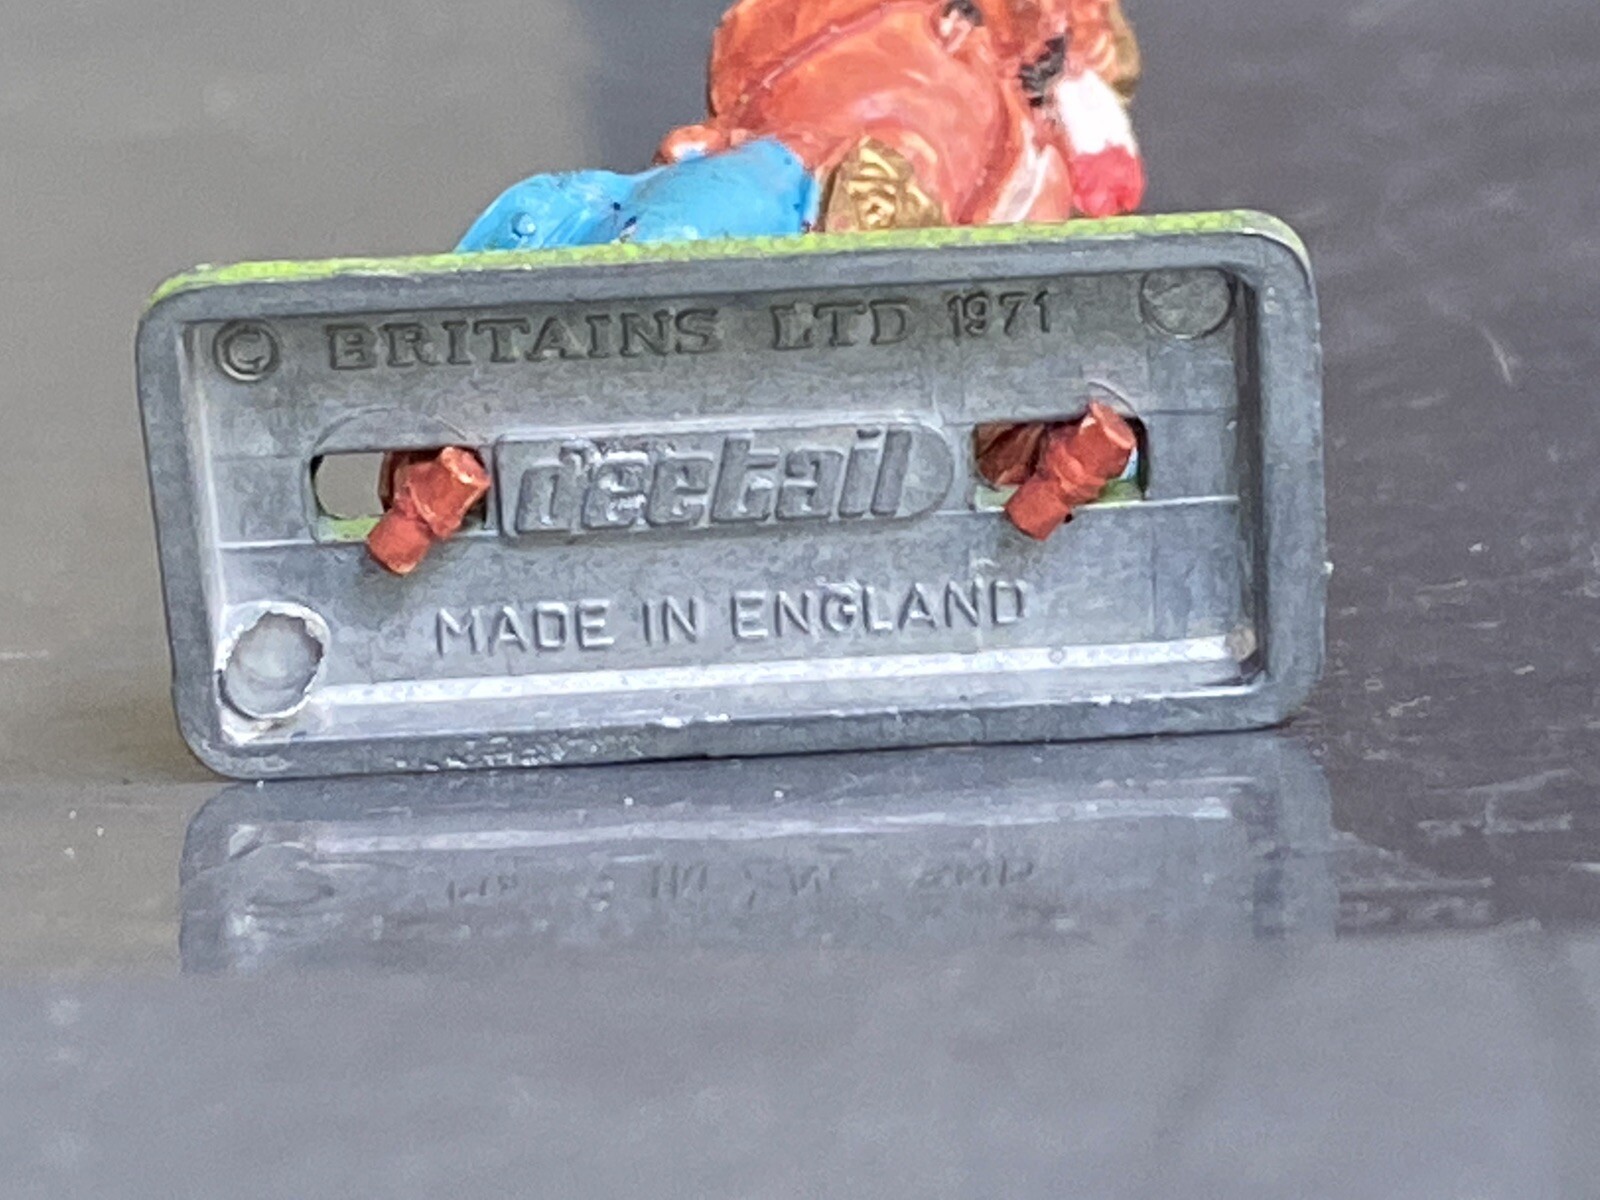 © BRITAINS LTD 1971
deetail
MADE IN ENGLAND